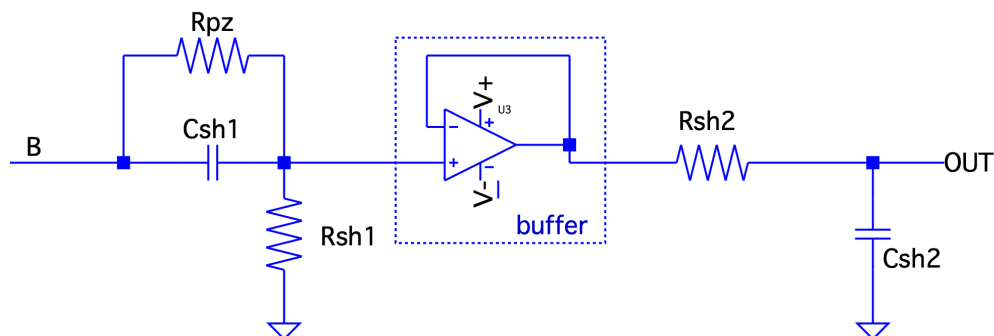 Rpz
Csh1
B
Rsh1
V+
U3
V-
buffer
Rsh2
OUT
Csh2